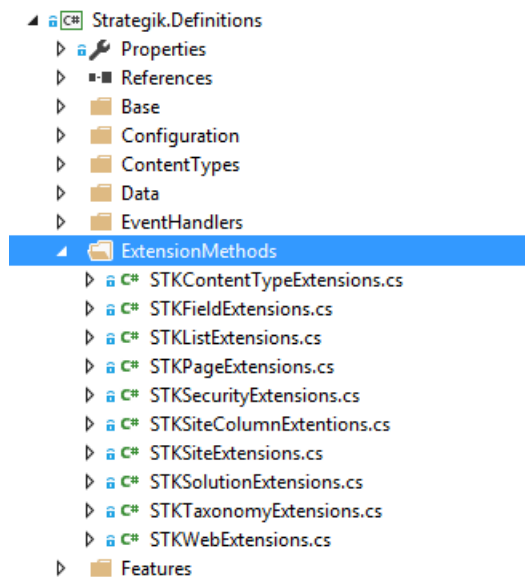 C# Strategik.Definitions
Properties
References
Base
Configuration
ContentTypes
Data
EventHandlers
ExtensionMethods
C# STKContentTypeExtensions.cs
C# STKFieldExtensions.cs
C# STKListExtensions.cs
C# STKPageExtensions.cs
C# STKSecurityExtensions.cs
C# STKSiteColumnExtentions.cs
C# STKSiteExtensions.cs
C# STKSolutionExtensions.cs
C# STKTaxonomyExtensions.cs
C# STKWebExtensions.cs
Features